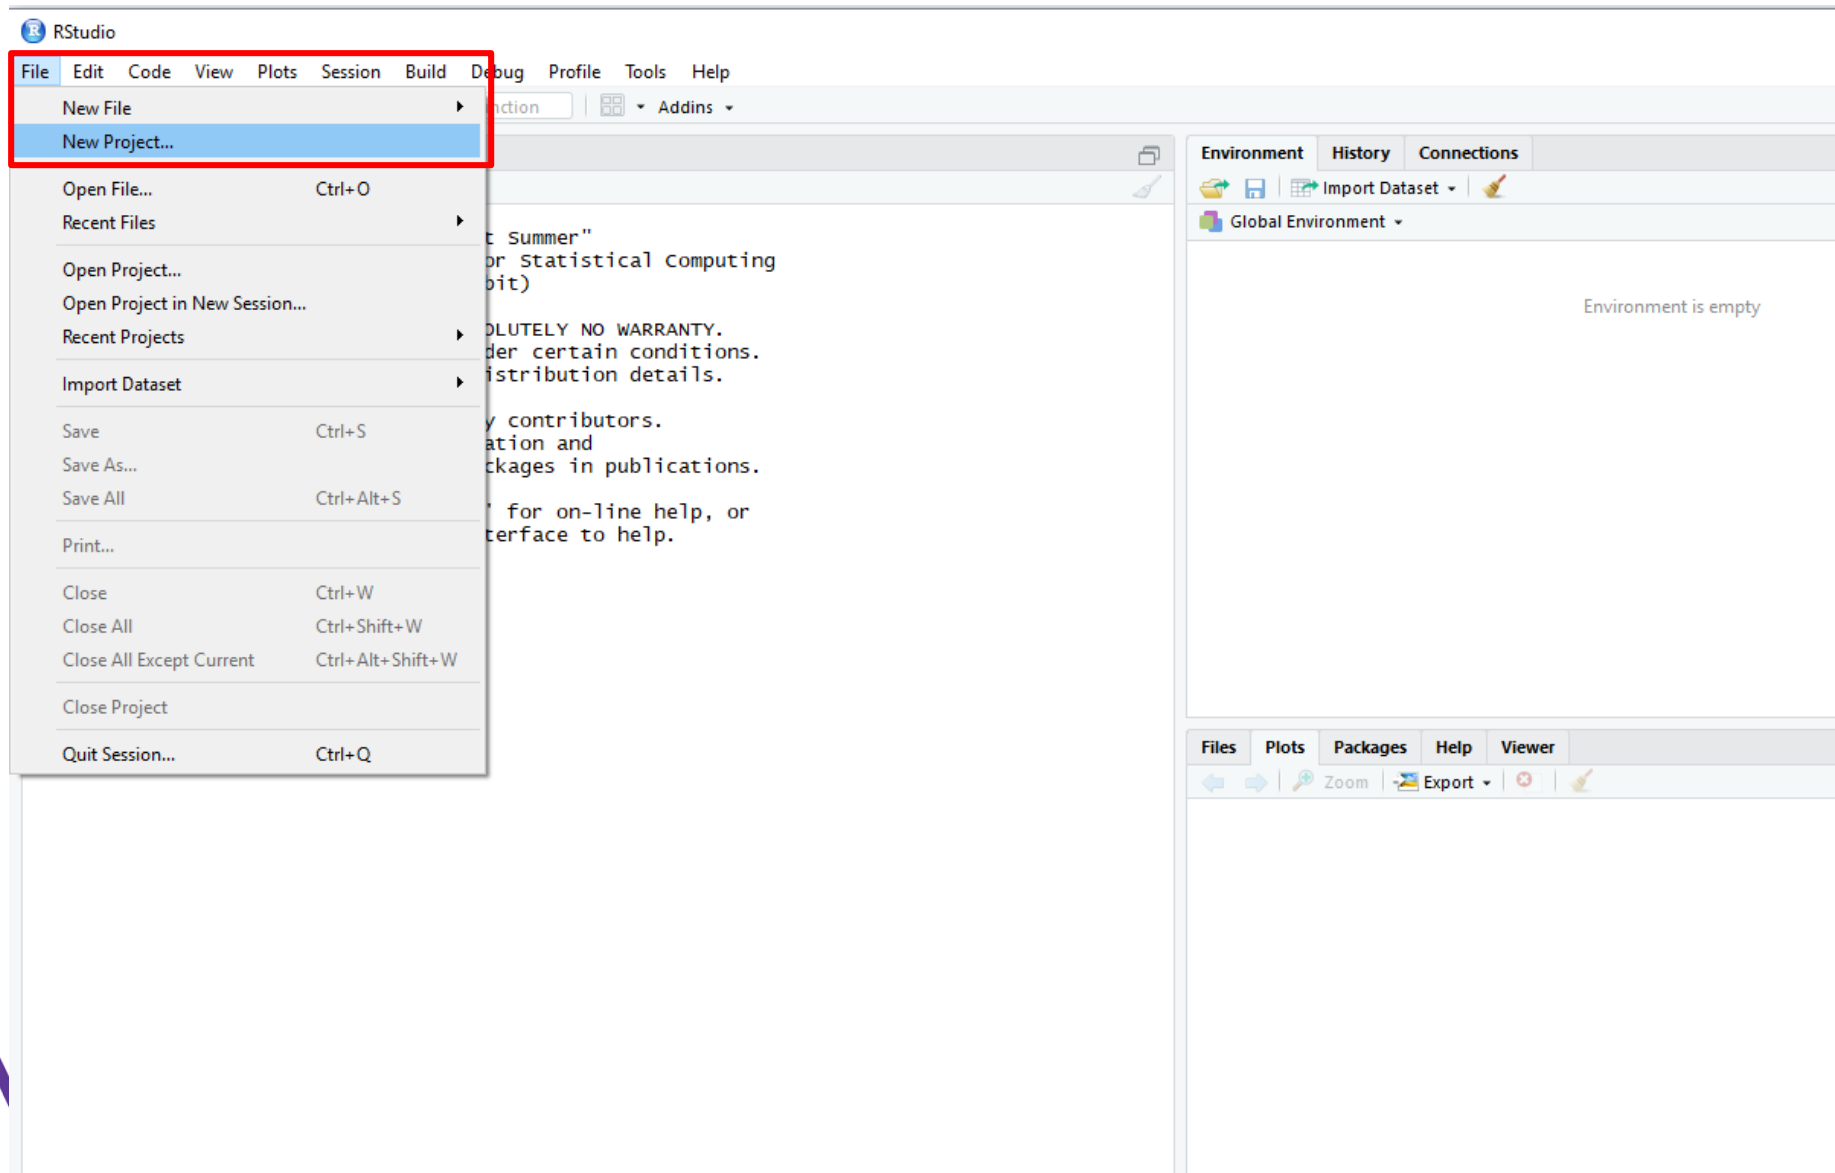 RStudio
File Edit Code View Plots Session Build Debug Profile Tools Help
Addins
New File
New Project...
Open File... Ctrl+O
Recent Files
Open Project...
Open Project in New Session...
Recent Projects
Import Dataset
Save Ctrl+S
Save As...
Save All Ctrl+Alt+S
Print...
Close Ctrl+W
Close All Ctrl+Shift+W
Close All Except Current Ctrl+Alt+Shift+W
Close Project
Quit Session... Ctrl+Q
t Summer"
or Statistical Computing
bit)
OLUTELY NO WARRANTY.
der certain conditions.
istribution details.
y contributors.
ation and
ckages in publications.
' for on-line help, or
terface to help.
Environment History Connections
Import Dataset
Global Environment
Environment is empty
Files Plots Packages Help Viewer
Zoom Export